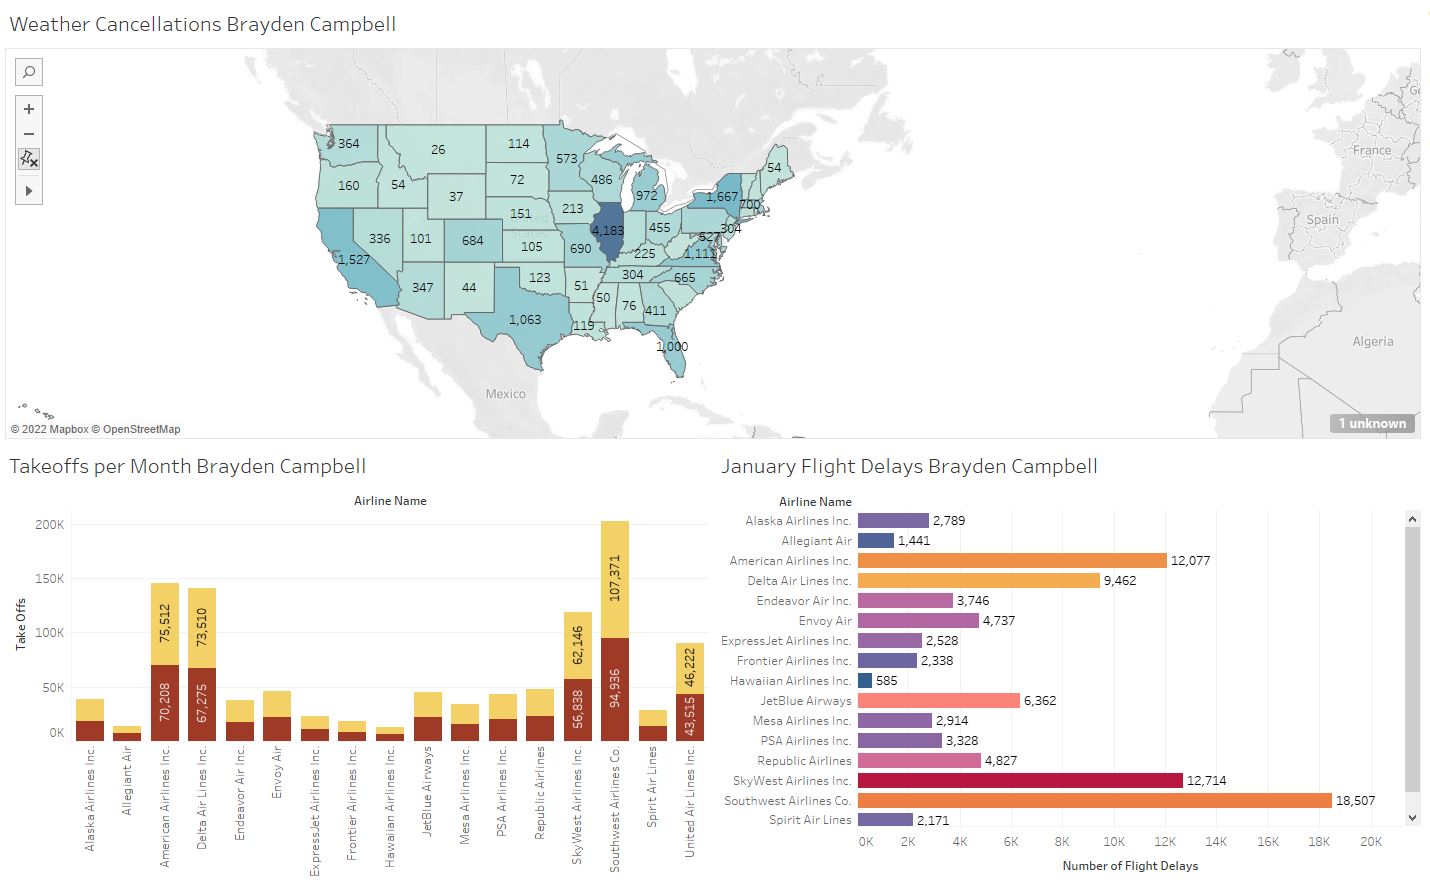 Weather Cancellations Brayden Campbell
364
26
114
573
54
160
54
37
72
486
972
1,667
700
151
213
336
101
684
105
690
4,183
455
527
304
1,527
225
1,111
347
44
123
51
304
665
50
76
411
1,063
119
1,000
Mexico
France
Spain
Algeria
© 2022 Mapbox © OpenStreetMap
1 unknown
Takeoffs per Month Brayden Campbell
Airline Name
Take Offs
200K
150K
100K
50K
0K
75,512
70,208
73,510
67,275
62,146
56,838
107,371
94,936
46,222
43,515
Alaska Airlines Inc.
Allegiant Air
American Airlines Inc.
Delta Air Lines Inc.
Endeavor Air Inc.
Envoy Air
ExpressJet Airlines Inc.
Frontier Airlines Inc.
Hawaiian Airlines Inc.
JetBlue Airways
Mesa Airlines Inc.
PSA Airlines Inc.
Republic Airlines
SkyWest Airlines Inc.
Southwest Airlines Co.
Spirit Air Lines
United Air Lines Inc.
January Flight Delays Brayden Campbell
Airline Name
Alaska Airlines Inc. 2,789
Allegiant Air 1,441
American Airlines Inc. 12,077
Delta Air Lines Inc. 9,462
Endeavor Air Inc. 3,746
Envoy Air 4,737
ExpressJet Airlines Inc. 2,528
Frontier Airlines Inc. 2,338
Hawaiian Airlines Inc. 585
JetBlue Airways 6,362
Mesa Airlines Inc. 2,914
PSA Airlines Inc. 3,328
Republic Airlines 4,827
SkyWest Airlines Inc. 12,714
Southwest Airlines Co. 18,507
Spirit Air Lines 2,171
0K 2K 4K 6K 8K 10K 12K 14K 16K 18K 20K
Number of Flight Delays